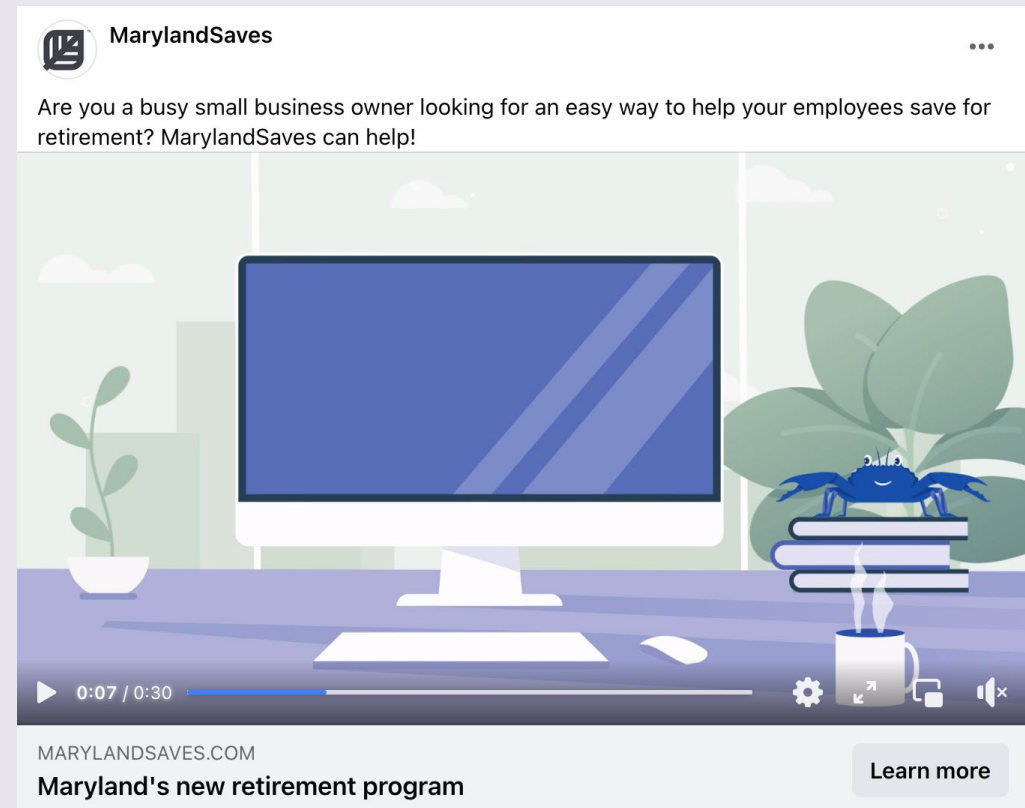 MarylandSaves
Are you a busy small business owner looking for an easy way to help your employees save for
retirement? MarylandSaves can help!
0:07 / 0:30
MARYLANDSAVES.COM
Maryland's new retirement program
Learn more